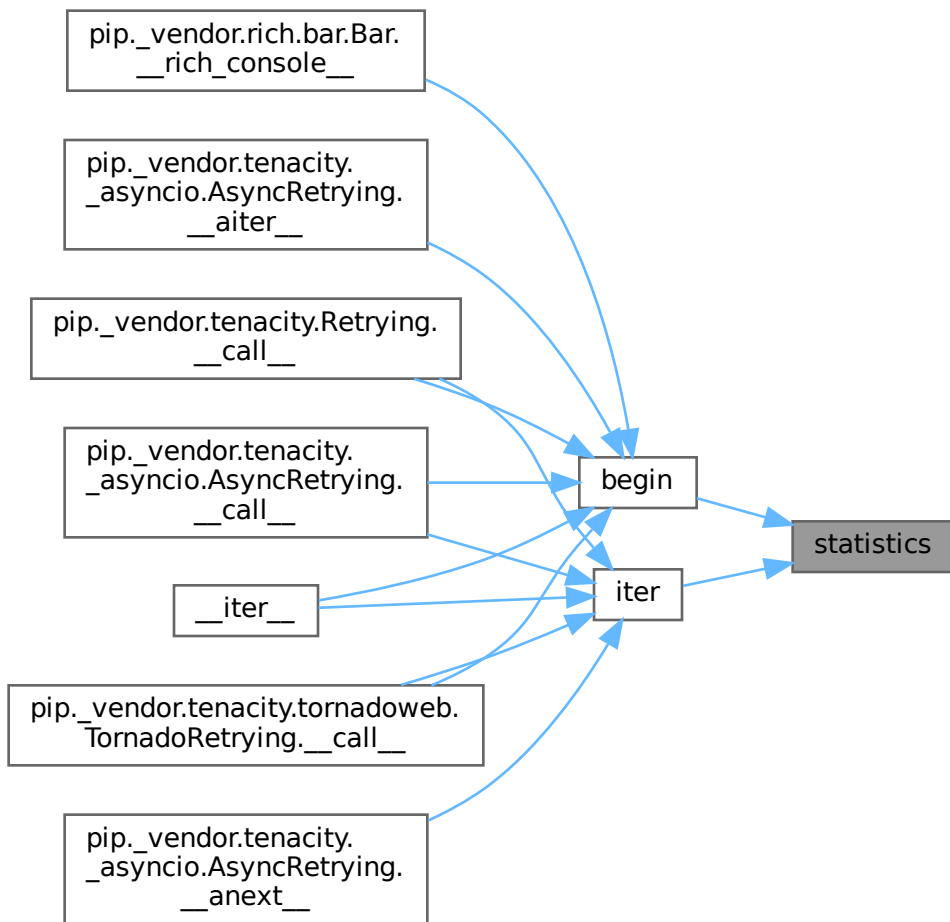 pip._vendor.rich.bar.Bar.
__rich_console__
pip._vendor.tenacity.
_asyncio.AsyncRetrying.
__aiter__
pip._vendor.tenacity.Retrying.
__call__
pip._vendor.tenacity.
_asyncio.AsyncRetrying.
__call__
begin
statistics
iter
__iter__
pip._vendor.tenacity.tornadoweb.
TornadoRetrying.__call__
pip._vendor.tenacity.
_asyncio.AsyncRetrying.
__anext__